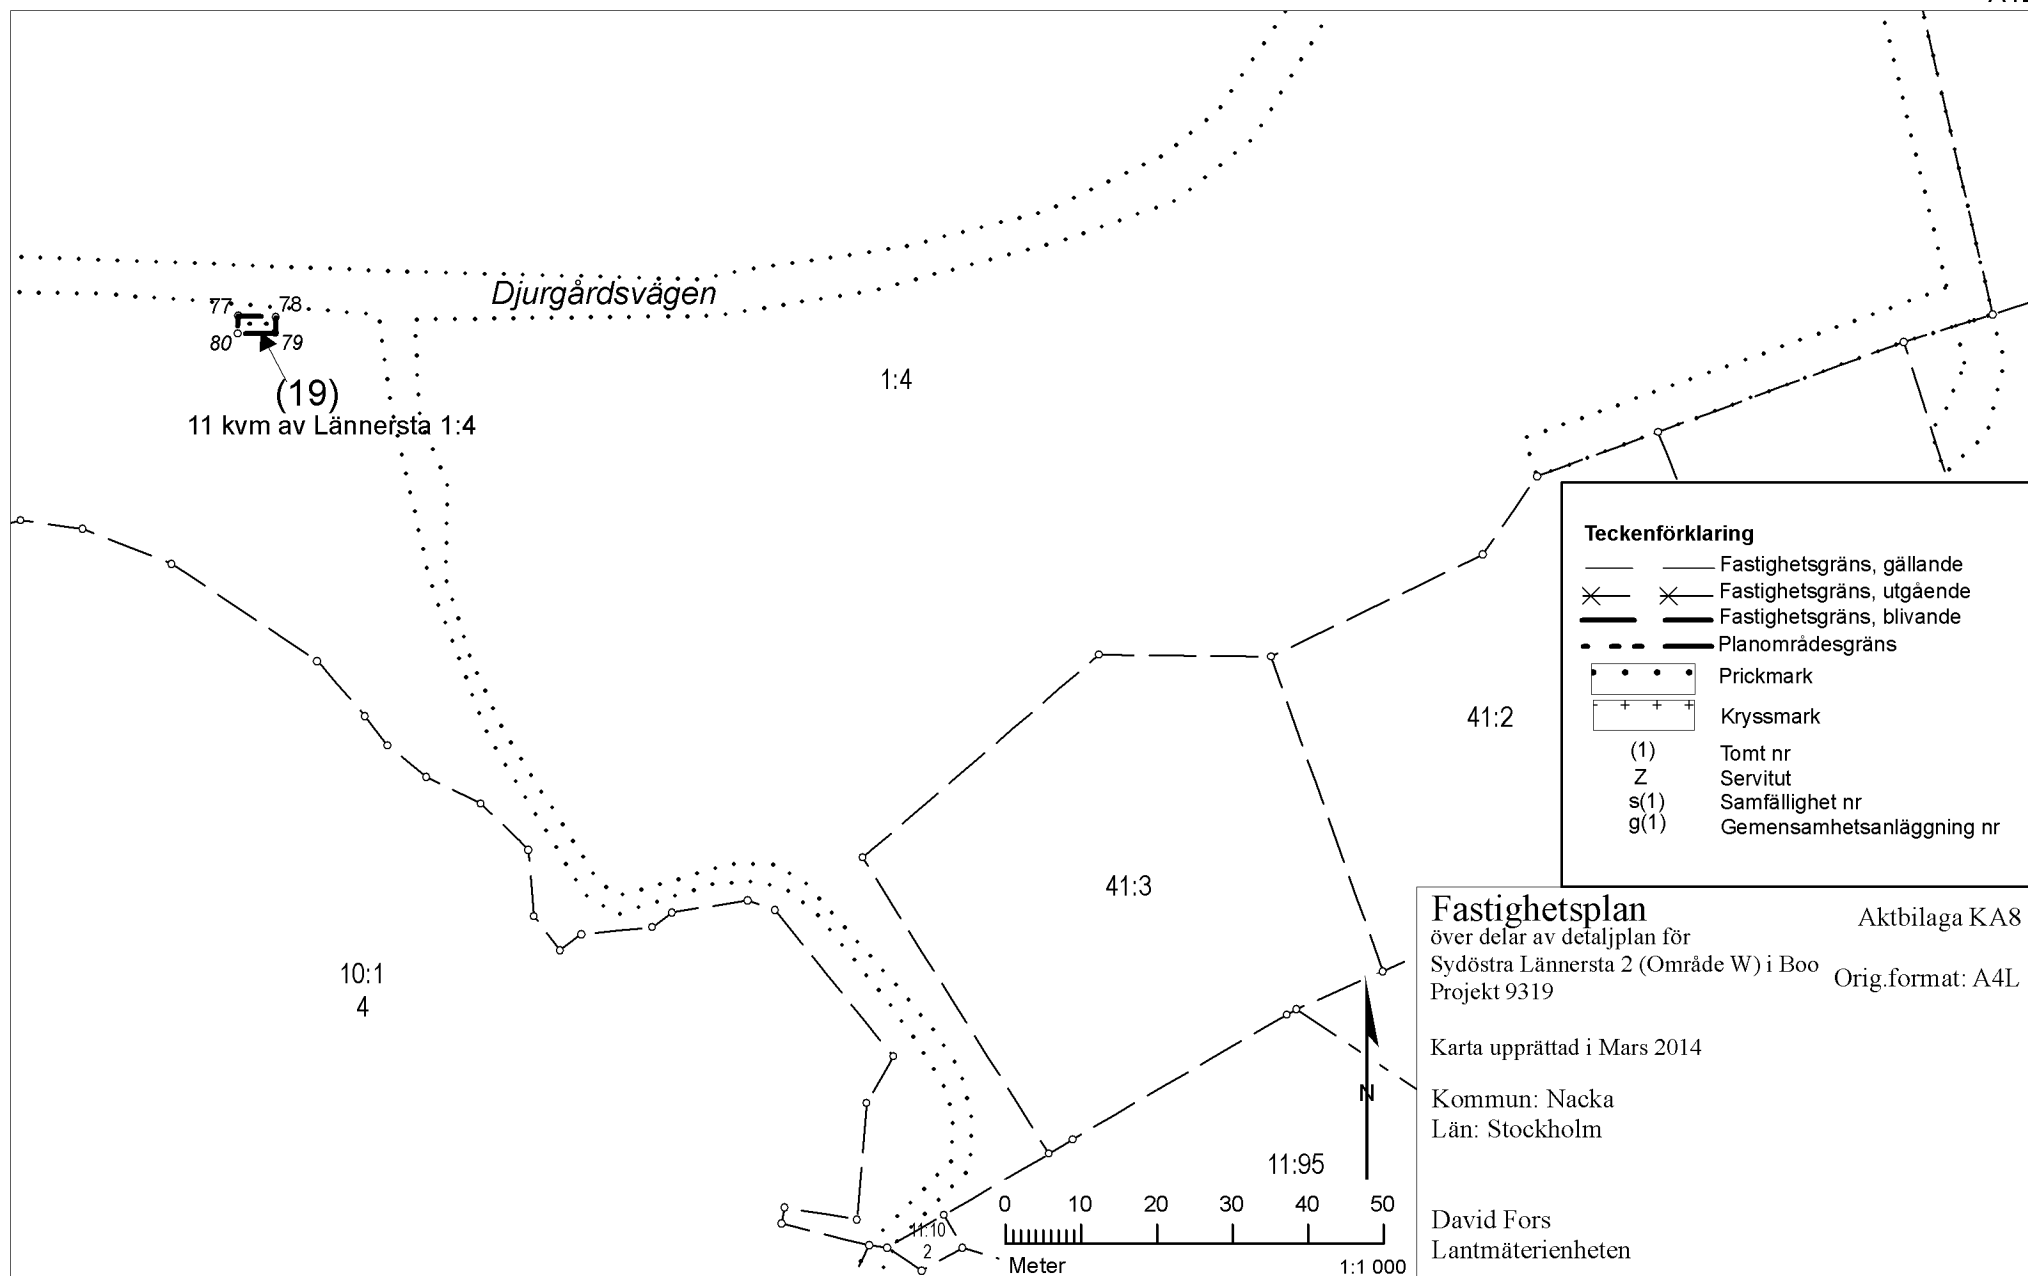 Djurgårdsvägen
77
78
80
79
(19)
11 kvm av Lännersta 1:4
1:4
41:2
41:3
10:1
4
11:95
11:10
2
Teckenförklaring
Fastighetsgräns, gällande
Fastighetsgräns, utgående
Fastighetsgräns, blivande
Planområdesgräns
Prickmark
Kryssmark
(1) Tomt nr
Z Servitut
s(1) Samfällighet nr
g(1) Gemensamhetsanläggning nr
Fastighetsplan
Aktbilaga KA8
över delar av detaljplan för
Sydöstra Lännersta 2 (Område W) i Boo
Orig.format: A4L
Projekt 9319
Karta upprättad i Mars 2014
Kommun: Nacka
Län: Stockholm
David Fors
Lantmäterienheten
N
0 10 20 30 40 50
Meter
1:1 000